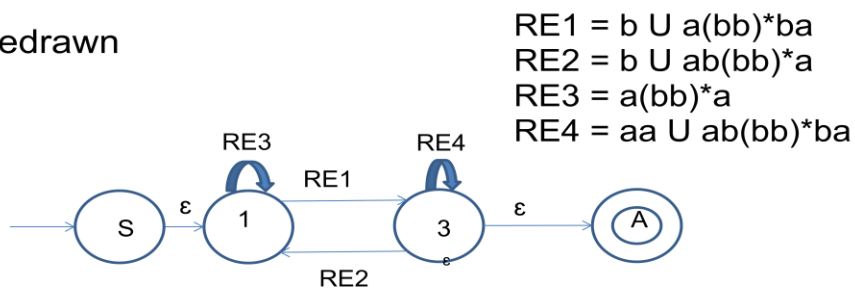 edrawn
RE1 = b U a(bb)*ba
RE2 = b U ab(bb)*a
RE3 = a(bb)*a
RE4 = aa U ab(bb)*ba
RE3
RE4
RE1
ε
ε
S
1
3
A
ε
RE2